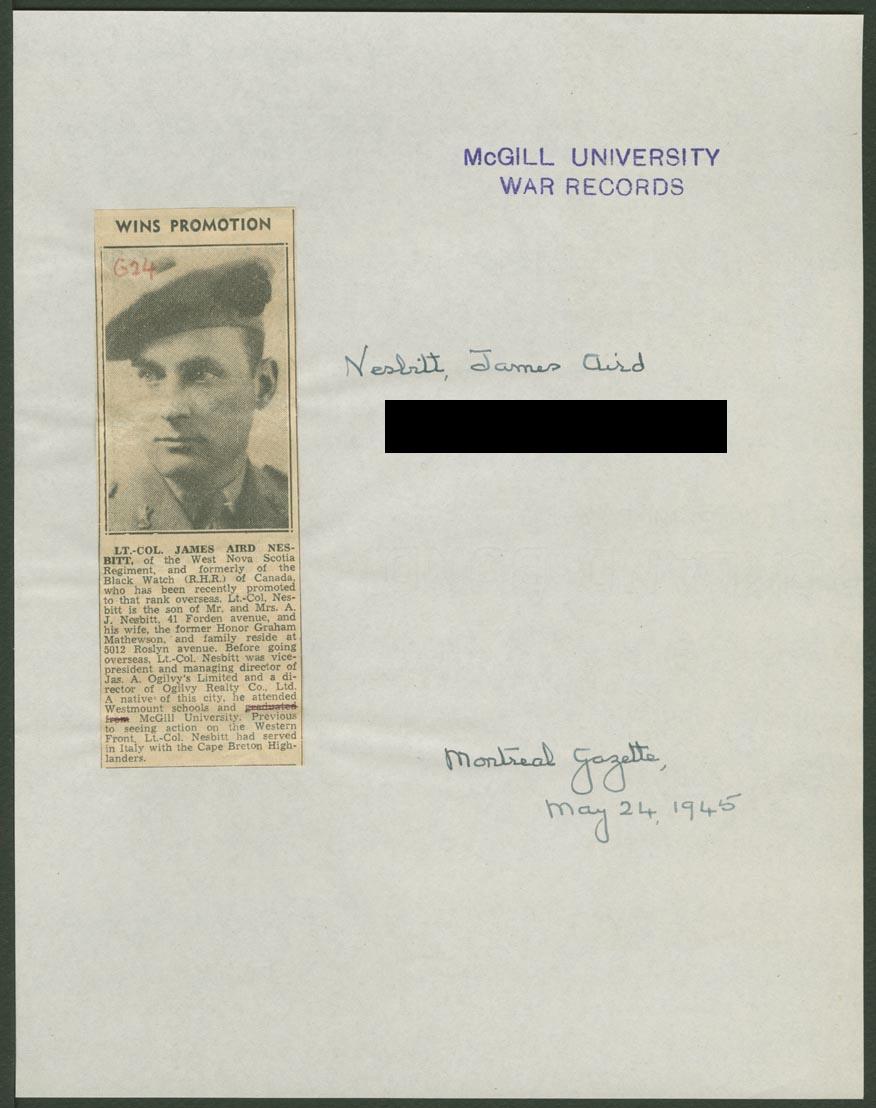 McGILL UNIVERSITY
WAR RECORDS
WINS PROMOTION
G24
Nesbitt, James Aird
LT.-COL. JAMES AIRD NES-
BITT, of the West Nova Scotia
Regiment, and formerly of the
Black Watch (R.H.R.) of Canada,
who has been recently promoted
to that rank overseas. Lt.-Col. Nes-
bitt is the son of Mr. and Mrs. A.
J. Nesbitt, 41 Forden avenue, and
his wife, the former Honor Graham
Mathewson, and family reside at
5012 Roslyn avenue. Before going
overseas, Lt.-Col. Nesbitt was vice-
president and managing director of
Jas. A. Ogilvy's Limited and a di-
rector of Ogilvy Realty Co., Ltd.
A native of this city, he attended
Westmount schools and graduated
from McGill University. Previous
to seeing action on the Western
Front, Lt.-Col. Nesbitt had served
in Italy with the Cape Breton High-
landers.
Montreal Gazette,
May 24, 1945